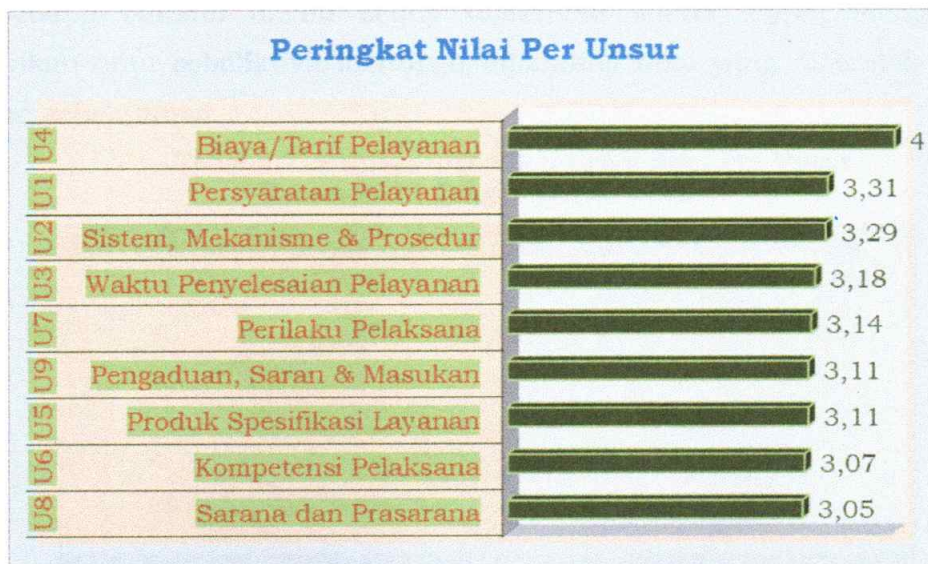 Peringkat Nilai Per Unsur
U4 Biaya/Tarif Pelayanan 4
U1 Persyaratan Pelayanan 3,31
U2 Sistem, Mekanisme & Prosedur 3,29
U3 Waktu Penyelesaian Pelayanan 3,18
U7 Perilaku Pelaksana 3,14
U9 Pengaduan, Saran & Masukan 3,11
U5 Produk Spesifikasi Layanan 3,11
U6 Kompetensi Pelaksana 3,07
U8 Sarana dan Prasarana 3,05